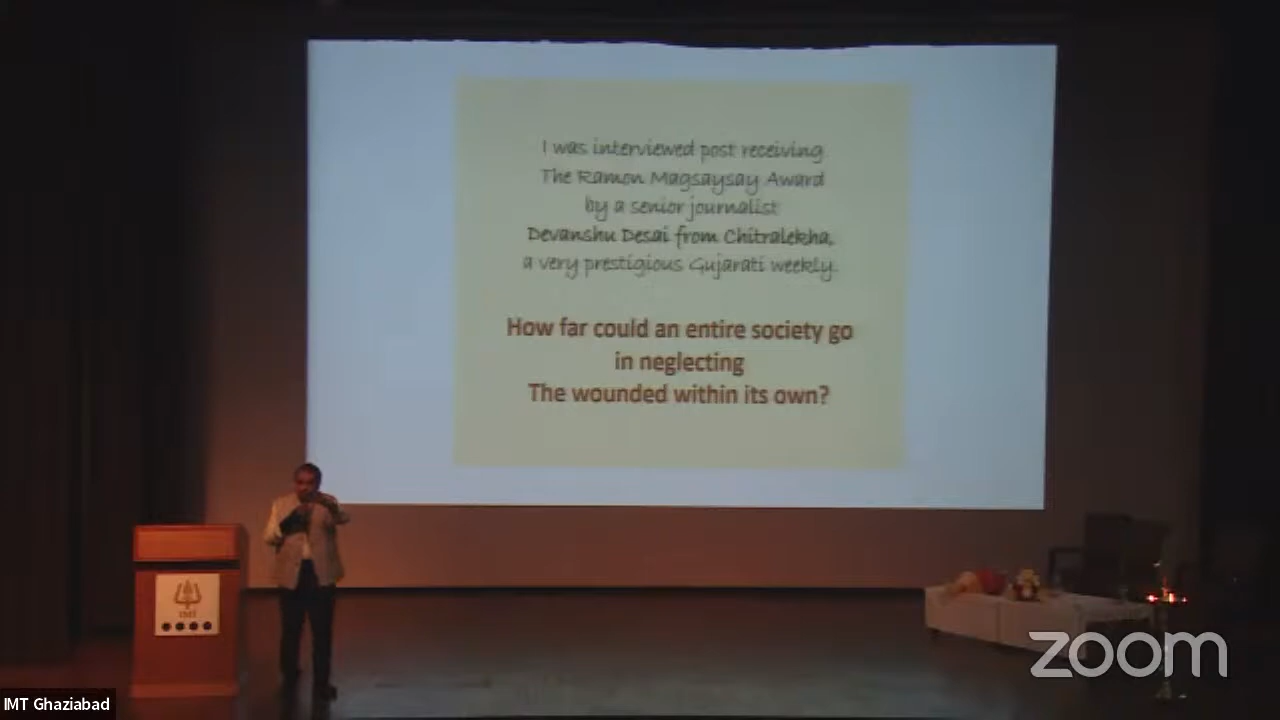 I was interviewed post receiving
The Ramon Magsaysay Award
by a senior journalist
Devanshu Desai from Chitralekha,
a very prestigious Gujarati weekly.
How far could an entire society go
in neglecting
The wounded within its own?
IMT
zoom
IMT Ghaziabad